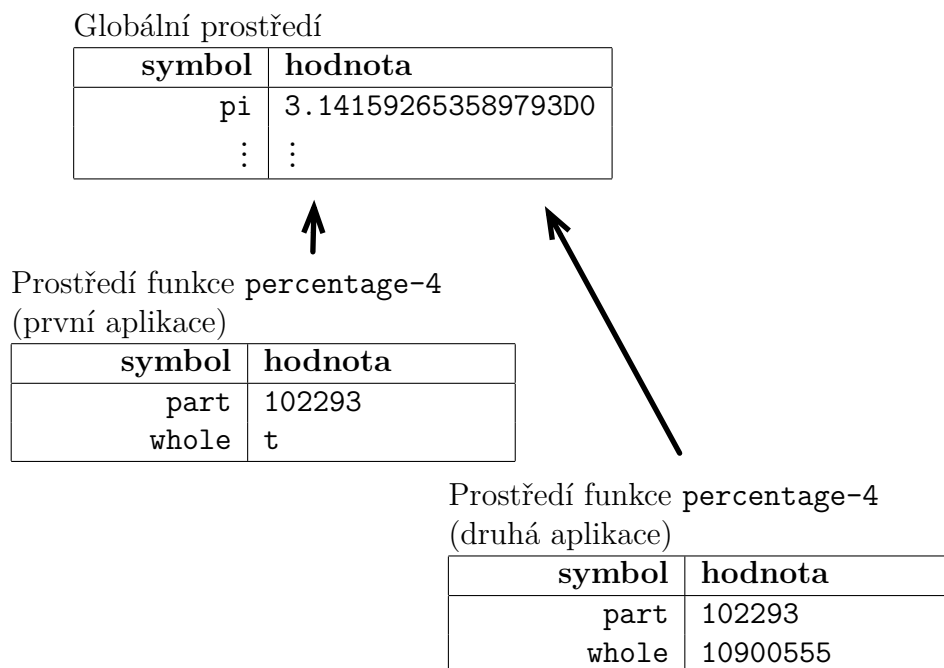 Globální prostředí
symbol hodnota
pi 3.141592653589793D0
⋮ ⋮
Prostředí funkce percentage-4
(první aplikace)
symbol hodnota
part 102293
whole t
Prostředí funkce percentage-4
(druhá aplikace)
symbol hodnota
part 102293
whole 10900555